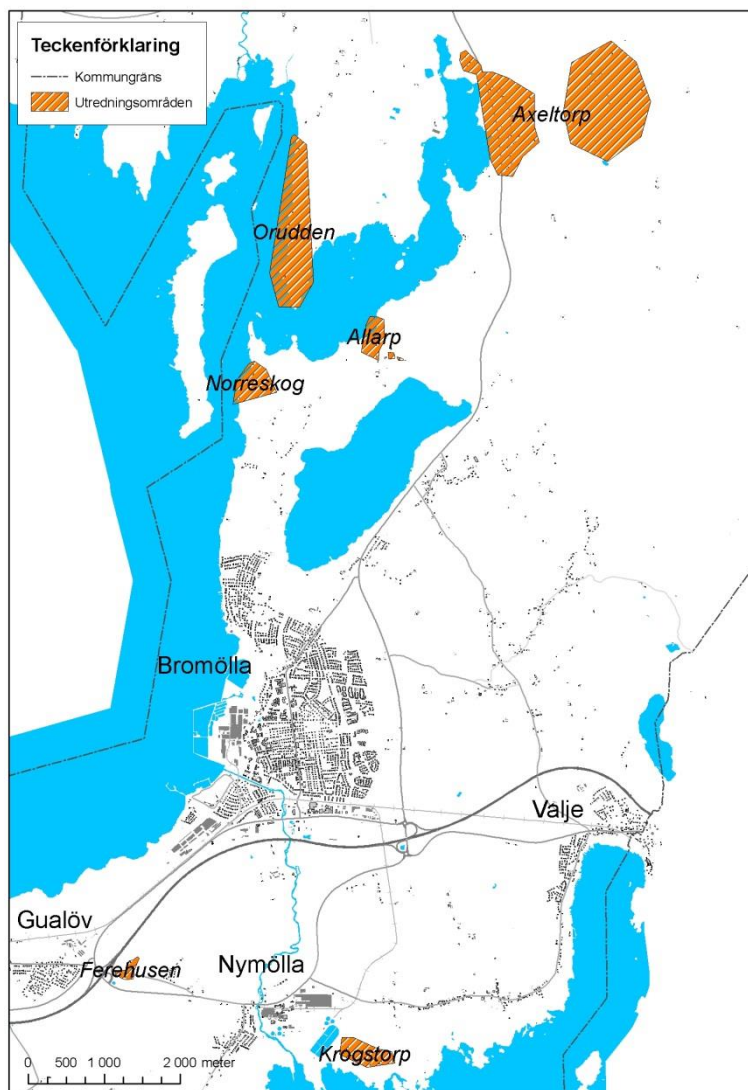 Teckenförklaring
Kommungräns
Utredningsområden
Axeltorp
Orudden
Allarp
Norreskog
Bromölla
Valje
Gualöv
Ferehusen
Nymölla
Krogstorp
0 500 1 000 2 000 meter